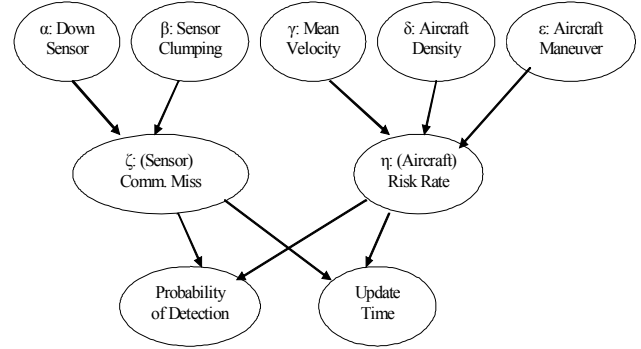 α: Down
Sensor
β: Sensor
Clumping
γ: Mean
Velocity
δ: Aircraft
Density
ε: Aircraft
Maneuver
ζ: (Sensor)
Comm. Miss
η: (Aircraft)
Risk Rate
Probability
of Detection
Update
Time